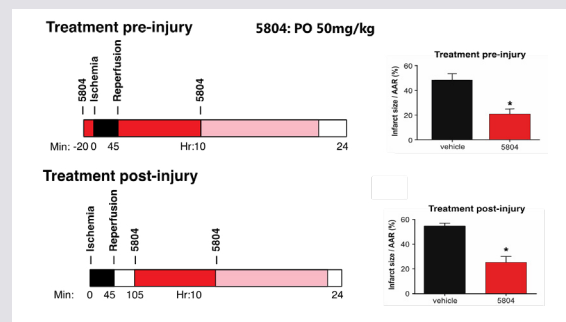 Treatment pre-injury
5804: PO 50mg/kg
5804
Ischemia
Reperfusion
5804
Min: -20 0 45 Hr:10 24
Treatment pre-injury
Infarct size / AAR (%)
60
40
20
0
*
vehicle 5804
Treatment post-injury
Ischemia
Reperfusion
5804
5804
Min: 0 45 105 Hr:10 24
Treatment post-injury
Infarct size / AAR (%)
60
40
20
0
*
vehicle 5804